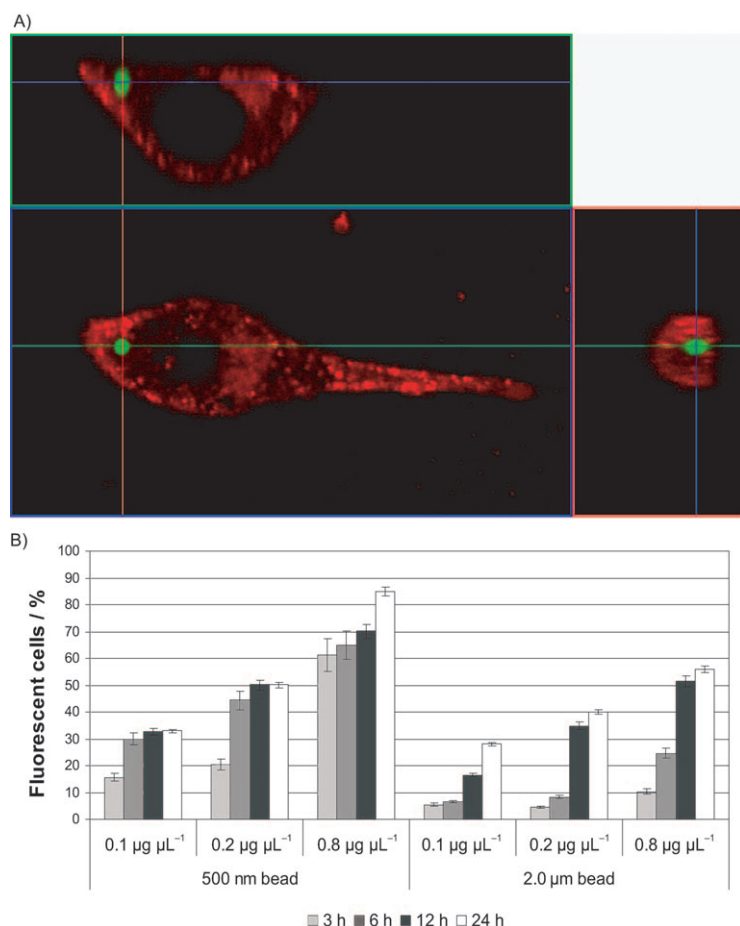 A)
B)
Fluorescent cells / %
100
90
80
70
60
50
40
30
20
10
0
0.1 µg µL⁻¹ 0.2 µg µL⁻¹ 0.8 µg µL⁻¹ 0.1 µg µL⁻¹ 0.2 µg µL⁻¹ 0.8 µg µL⁻¹
500 nm bead 2.0 µm bead
3 h 6 h 12 h 24 h